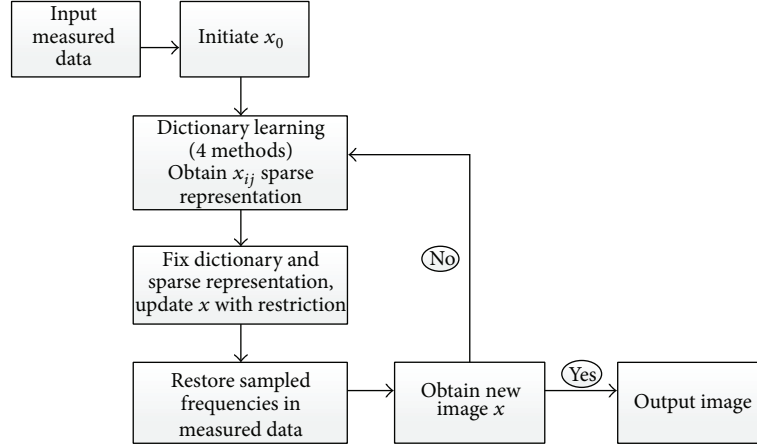 Input
measured
data
Initiate x₀
Dictionary learning
(4 methods)
Obtain xᵢⱼ sparse
representation
Fix dictionary and
sparse representation,
update x with restriction
No
Restore sampled
frequencies in
measured data
Obtain new
image x
Yes
Output image